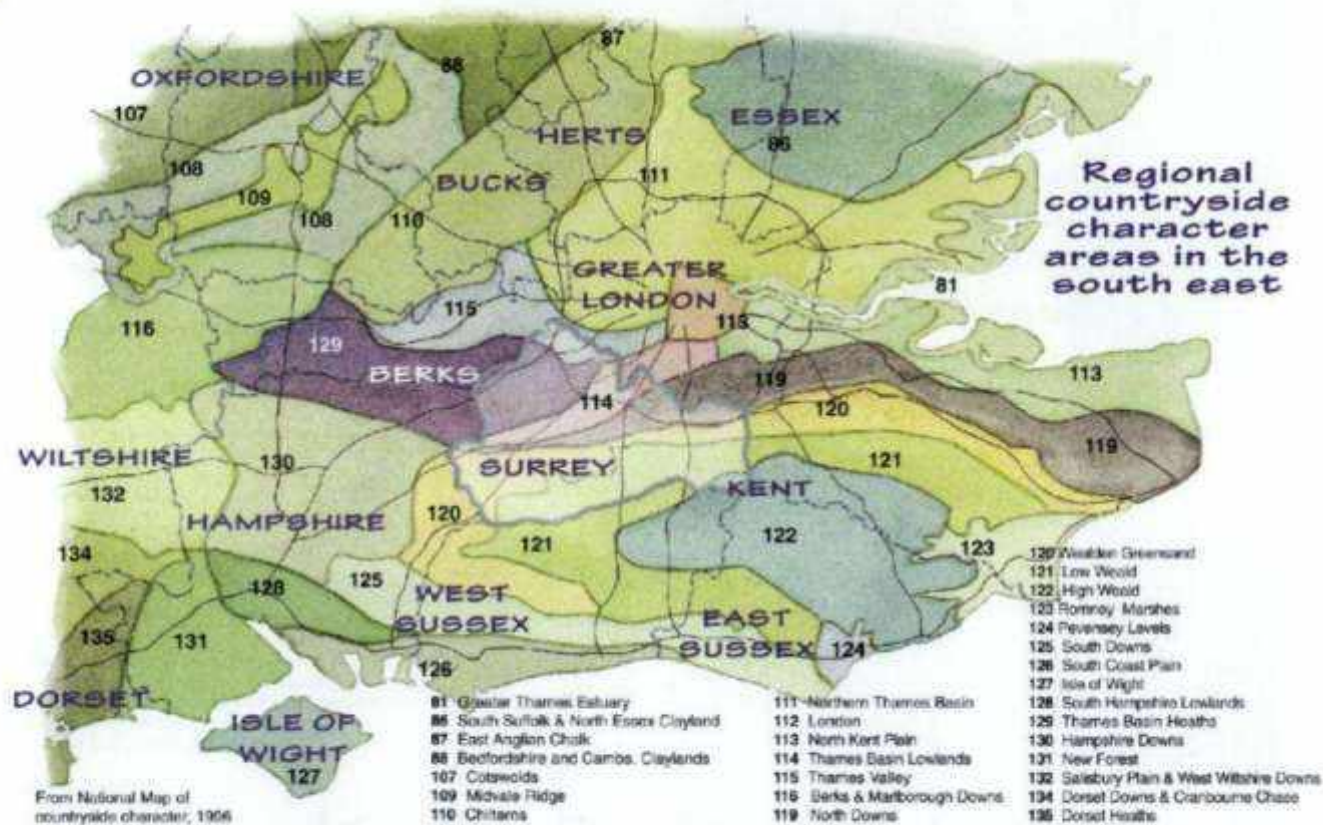 87
OXFORDSHIRE
88
107
HERTS
ESSEX
86
108
BUCKS
111
109
108
110
Regional
countryside
character
areas in the
south east
GREATER
LONDON
81
115
116
113
129
BERKS
119
113
114
120
WILTSHIRE
130
SURREY
121
119
132
KENT
HAMPSHIRE
120
121
122
123
134
128
125
WEST
SUSSEX
EAST
SUSSEX
124
135
131
126
DORSET
ISLE OF
WIGHT
127
From National Map of
countryside character, 1996
81 Greater Thames Estuary
86 South Suffolk & North Essex Clayland
87 East Anglian Chalk
88 Bedfordshire and Cambs. Claylands
107 Cotswolds
109 Midvale Ridge
110 Chilterns
111 Northern Thames Basin
112 London
113 North Kent Plain
114 Thames Basin Lowlands
115 Thames Valley
116 Berks & Marlborough Downs
119 North Downs
120 Wealden Greensand
121 Low Weald
122 High Weald
123 Romney Marshes
124 Pevensey Levels
125 South Downs
126 South Coast Plain
127 Isle of Wight
128 South Hampshire Lowlands
129 Thames Basin Heaths
130 Hampshire Downs
131 New Forest
132 Salisbury Plain & West Wiltshire Downs
134 Dorset Downs & Cranbourne Chase
135 Dorset Heaths